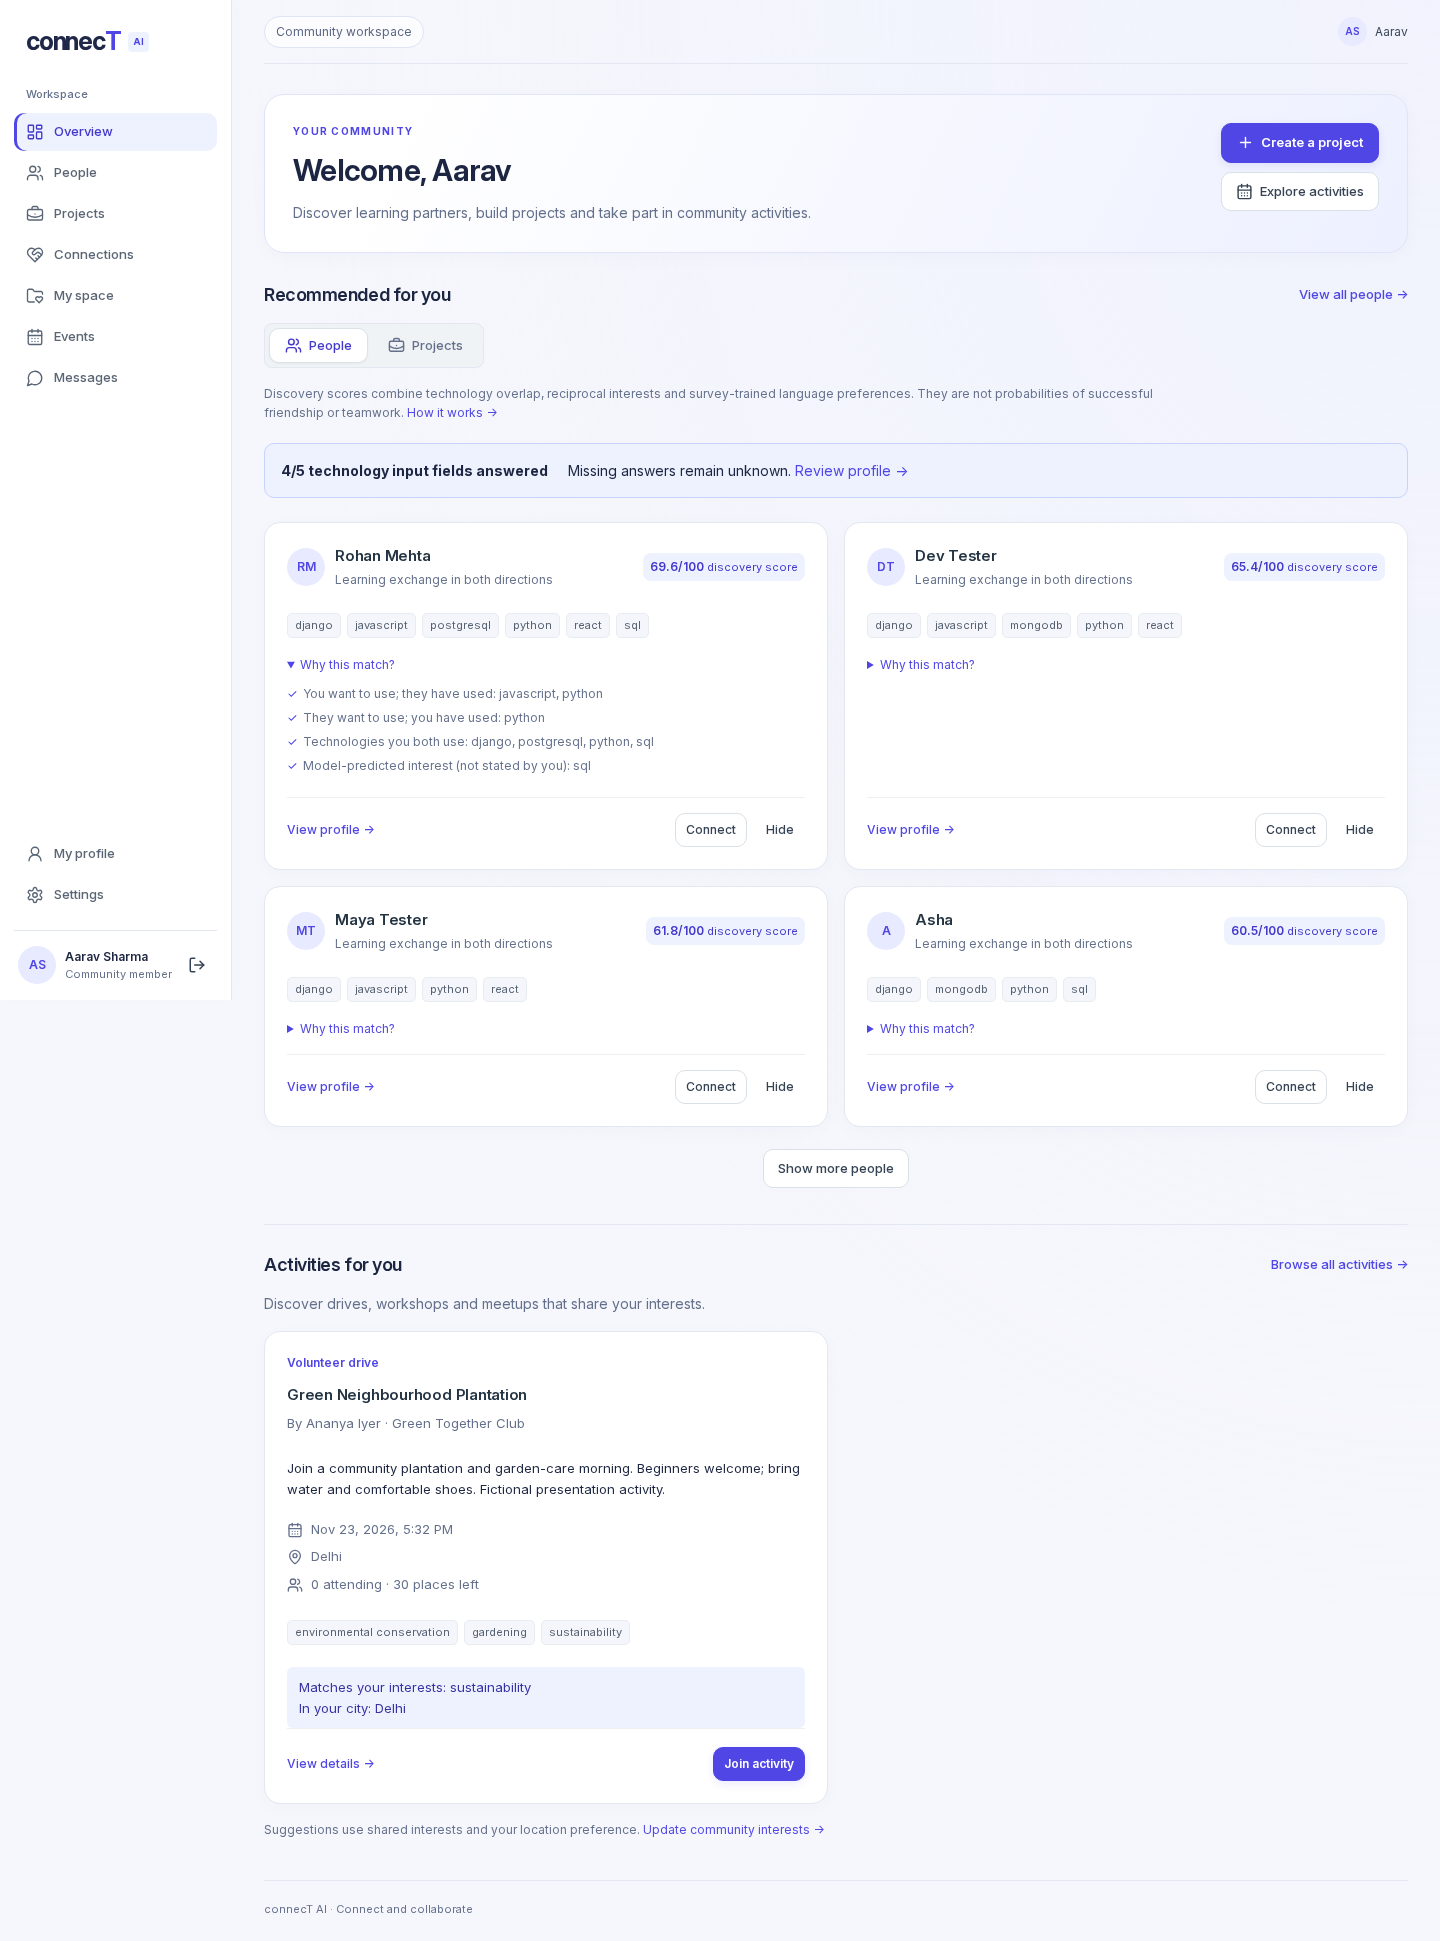 connecT AI
Workspace
Overview
People
Projects
Connections
My space
Events
Messages
My profile
Settings
AS
Aarav Sharma
Community member
Community workspace
AS Aarav
YOUR COMMUNITY
Welcome, Aarav
Discover learning partners, build projects and take part in community activities.
Create a project
Explore activities
Recommended for you
View all people →
People
Projects
Discovery scores combine technology overlap, reciprocal interests and survey-trained language preferences. They are not probabilities of successful
friendship or teamwork. How it works →
4/5 technology input fields answered Missing answers remain unknown. Review profile →
RM
Rohan Mehta
Learning exchange in both directions
69.6/100 discovery score
django javascript postgresql python react sql
▼ Why this match?
✓ You want to use; they have used: javascript, python
✓ They want to use; you have used: python
✓ Technologies you both use: django, postgresql, python, sql
✓ Model-predicted interest (not stated by you): sql
View profile →
Connect
Hide
DT
Dev Tester
Learning exchange in both directions
65.4/100 discovery score
django javascript mongodb python react
▶ Why this match?
View profile →
Connect
Hide
MT
Maya Tester
Learning exchange in both directions
61.8/100 discovery score
django javascript python react
▶ Why this match?
View profile →
Connect
Hide
A
Asha
Learning exchange in both directions
60.5/100 discovery score
django mongodb python sql
▶ Why this match?
View profile →
Connect
Hide
Show more people
Activities for you
Browse all activities →
Discover drives, workshops and meetups that share your interests.
Volunteer drive
Green Neighbourhood Plantation
By Ananya Iyer · Green Together Club
Join a community plantation and garden-care morning. Beginners welcome; bring
water and comfortable shoes. Fictional presentation activity.
Nov 23, 2026, 5:32 PM
Delhi
0 attending · 30 places left
environmental conservation gardening sustainability
Matches your interests: sustainability
In your city: Delhi
View details →
Join activity
Suggestions use shared interests and your location preference. Update community interests →
connecT AI · Connect and collaborate